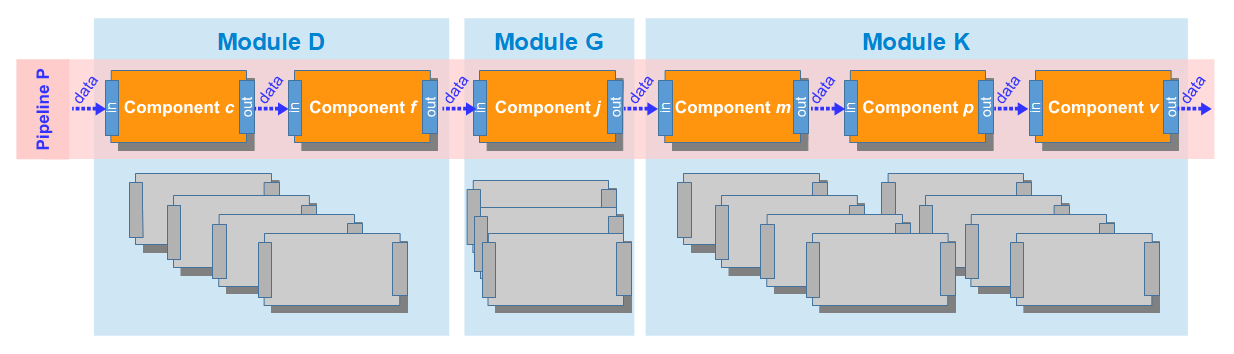 Module D
Module G
Module K
Pipeline P
data
in
Component c
out
data
in
Component f
out
data
in
Component j
out
data
in
Component m
out
data
in
Component p
out
data
in
Component v
out
data